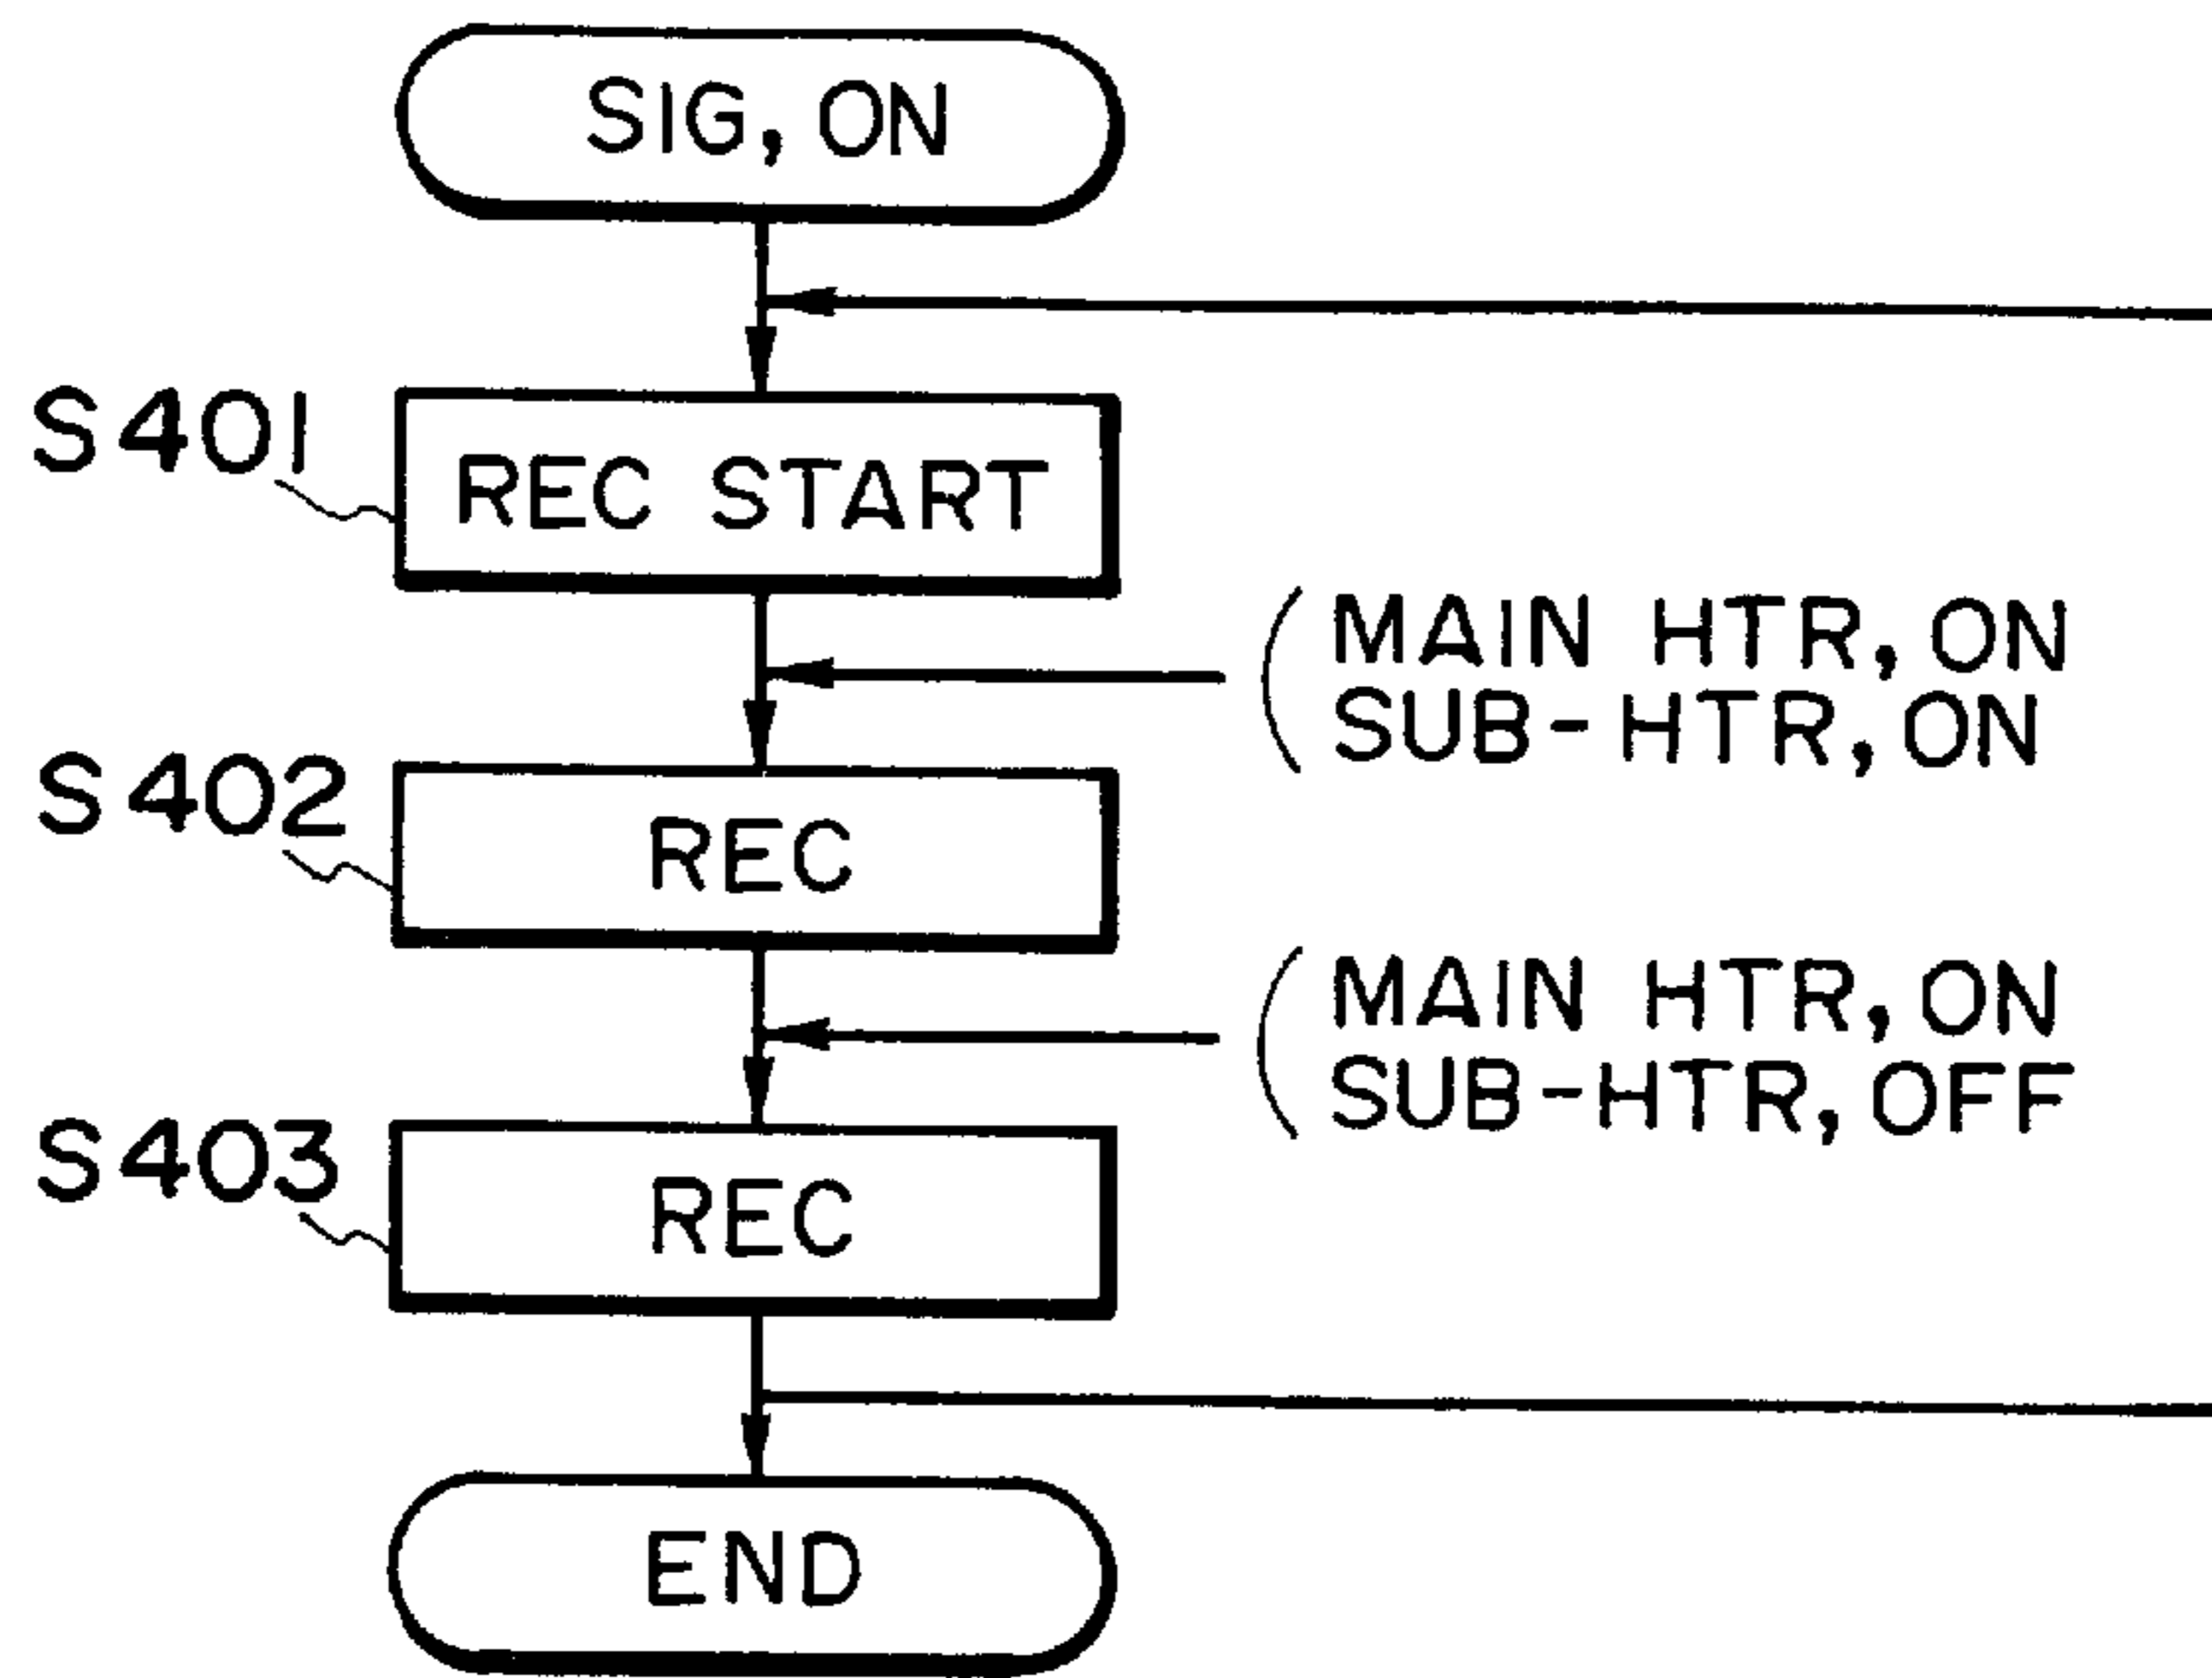 SIG, ON
S401
REC START
MAIN HTR, ON
SUB-HTR, ON
S402
REC
MAIN HTR, ON
SUB-HTR, OFF
S403
REC
END